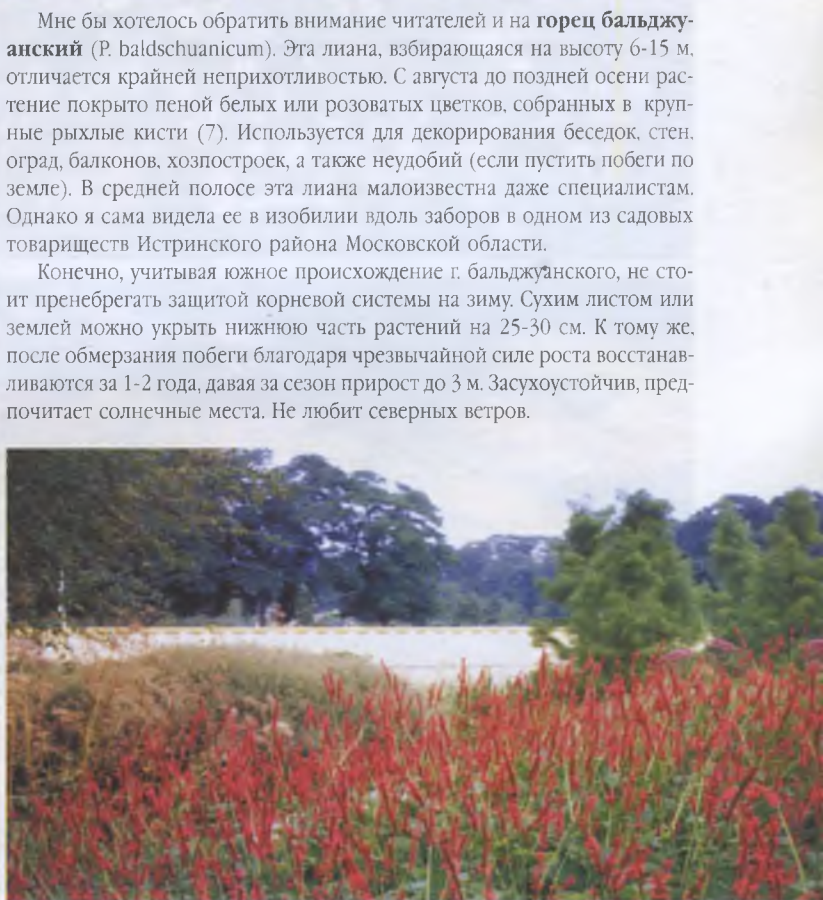 Мне бы хотелось обратить внимание читателей и на горец бальджу-
анский (P. baldschuanicum). Эта лиана, взбирающаяся на высоту 6-15 м,
отличается крайней неприхотливостью. С августа до поздней осени рас-
тение покрыто пеной белых или розоватых цветков, собранных в круп-
ные рыхлые кисти (7). Используется для декорирования беседок, стен,
оград, балконов, хозпостроек, а также неудобий (если пустить побеги по
земле). В средней полосе эта лиана малоизвестна даже специалистам.
Однако я сама видела ее в изобилии вдоль заборов в одном из садовых
товариществ Истринского района Московской области.
Конечно, учитывая южное происхождение г. бальджуанского, не сто-
ит пренебрегать защитой корневой системы на зиму. Сухим листом или
землей можно укрыть нижнюю часть растений на 25-30 см. К тому же,
после обмерзания побеги благодаря чрезвычайной силе роста восстанав-
ливаются за 1-2 года, давая за сезон прирост до 3 м. Засухоустойчив, пред-
почитает солнечные места. Не любит северных ветров.